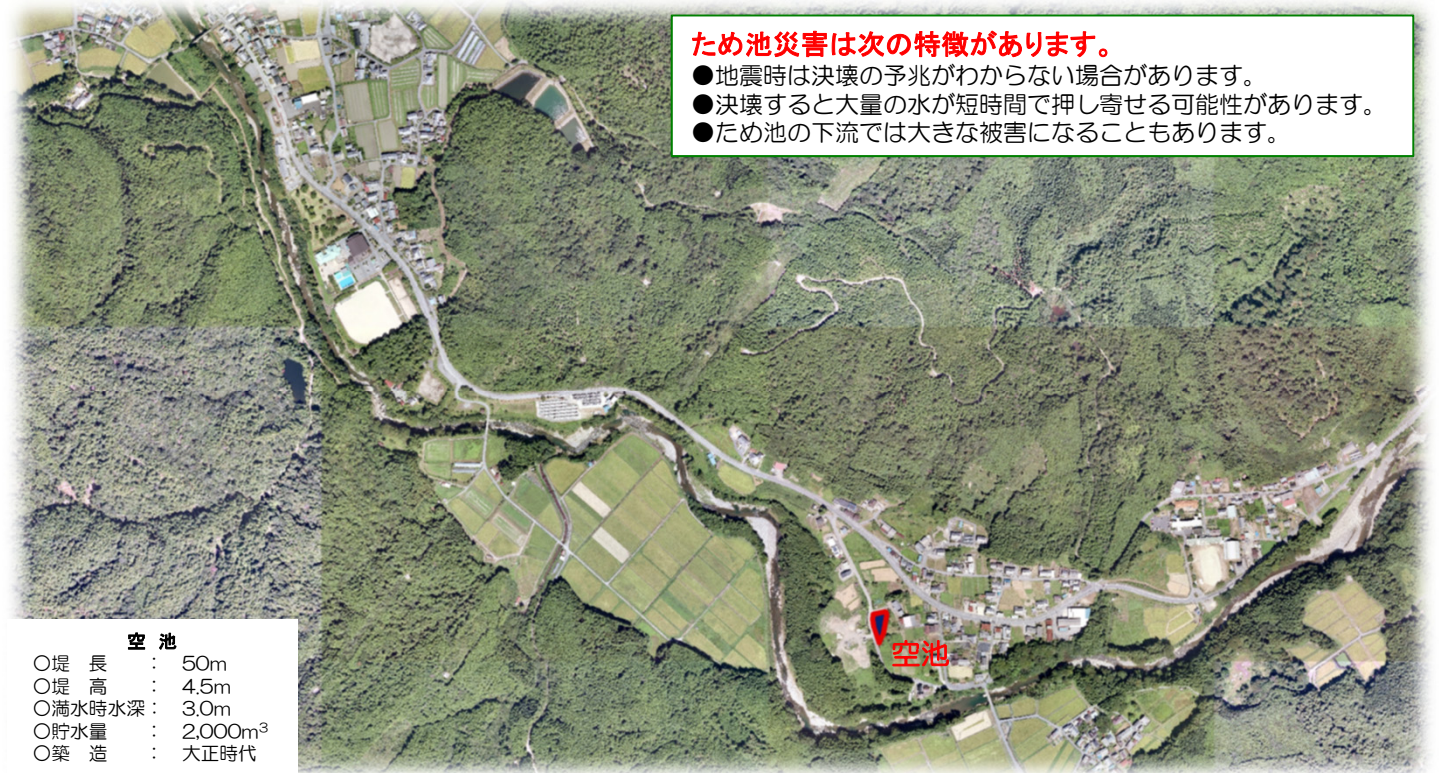 ため池災害は次の特徴があります。
●地震時は決壊の予兆がわからない場合があります。
●決壊すると大量の水が短時間で押し寄せる可能性があります。
●ため池の下流では大きな被害になることもあります。
空池
空 池
〇堤 長 : 50m
〇堤 高 : 4.5m
〇満水時水深: 3.0m
〇貯水量 : 2,000m³
〇築 造 : 大正時代